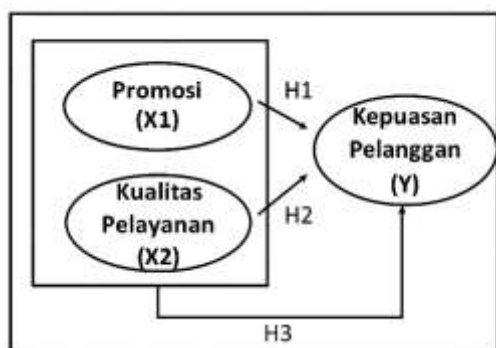 Promosi
(X1)
H1
Kepuasan
Pelanggan
(Y)
Kualitas
Pelayanan
(X2)
H2
H3